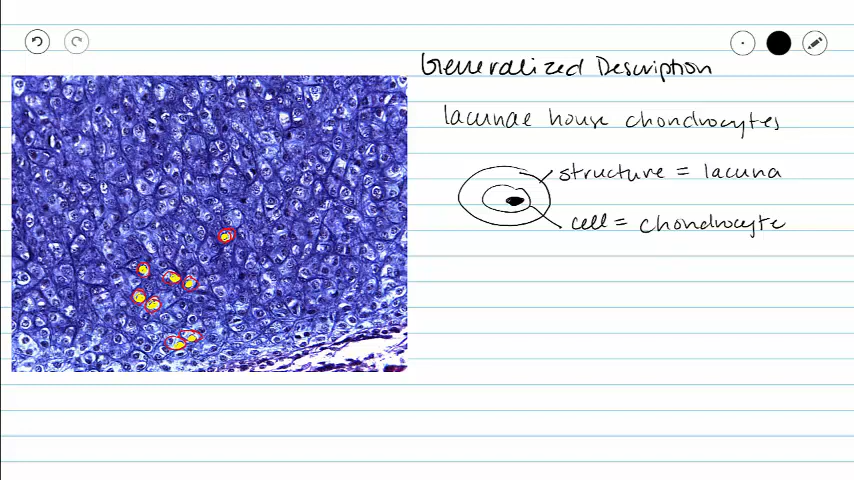 Generalized Description
lacunae house chondrocytes
structure = lacuna
cell = chondrocyte